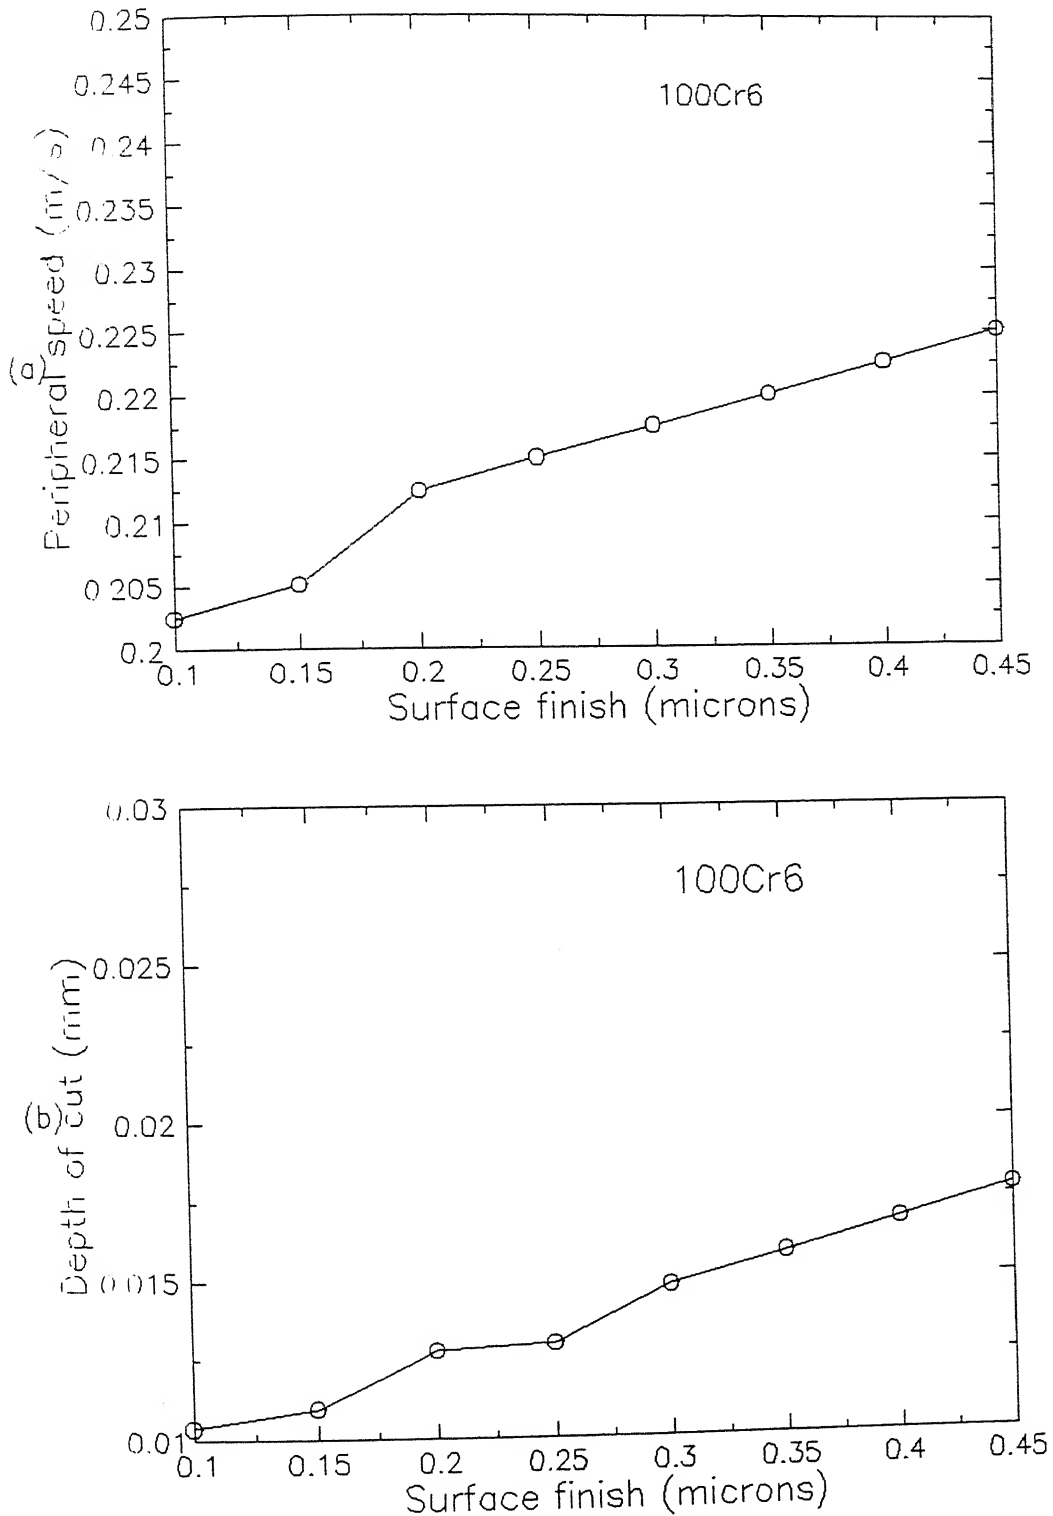 0.25
0.245
0.24
0.235
0.23
0.225
0.22
0.215
0.21
0.205
0.2
(a)
Peripheral speed (m/s)
100Cr6
0.1 0.15 0.2 0.25 0.3 0.35 0.4 0.45
Surface finish (microns)
0.03
0.025
0.02
0.015
0.01
(b)
Depth of cut (mm)
100Cr6
0.1 0.15 0.2 0.25 0.3 0.35 0.4 0.45
Surface finish (microns)